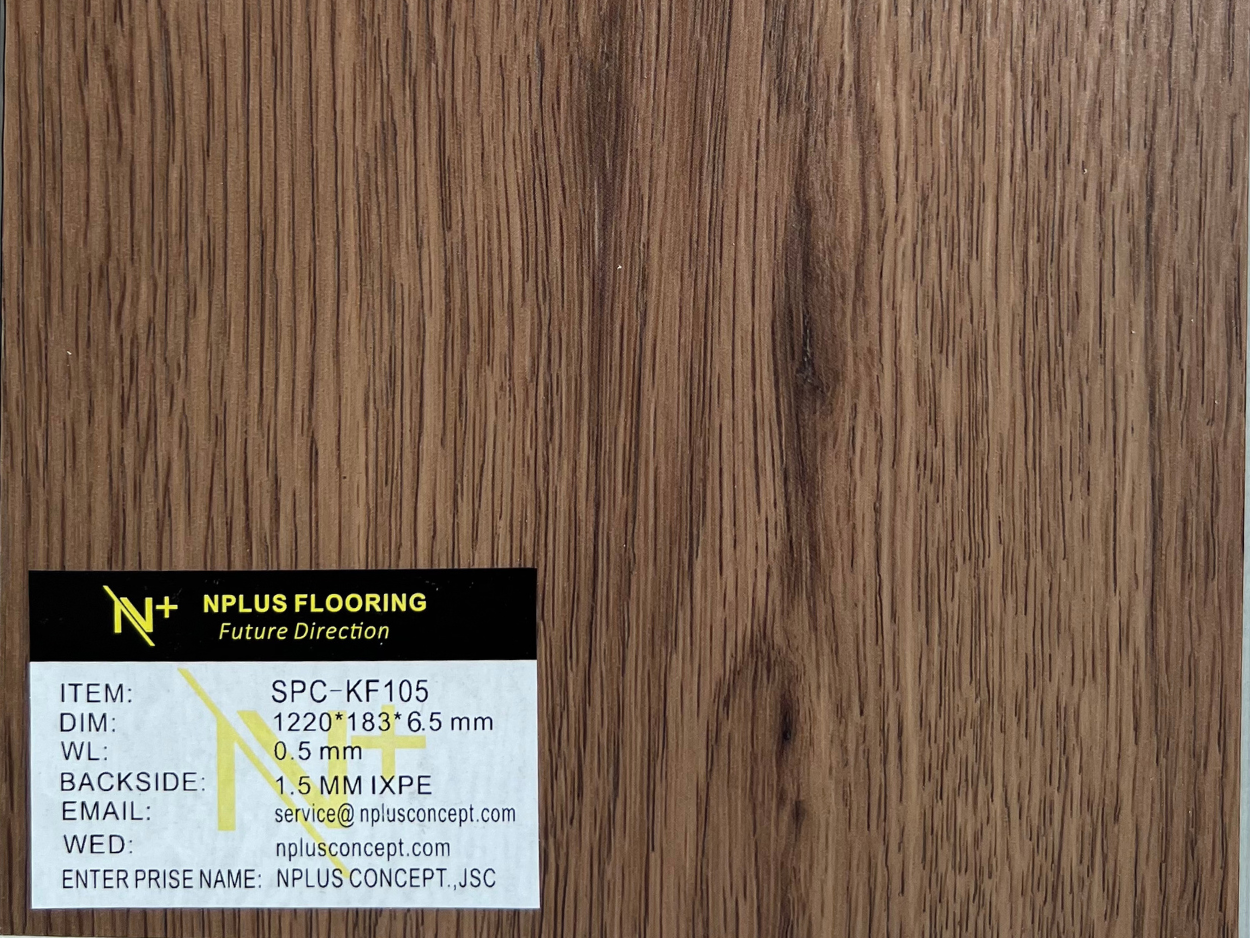 N+ NPLUS FLOORING
Future Direction
ITEM: SPC-KF105
DIM: 1220*183*6.5 mm
WL: 0.5 mm
BACKSIDE: 1.5 MM IXPE
EMAIL: service@nplusconcept.com
WED: nplusconcept.com
ENTER PRISE NAME: NPLUS CONCEPT.,JSC
N+